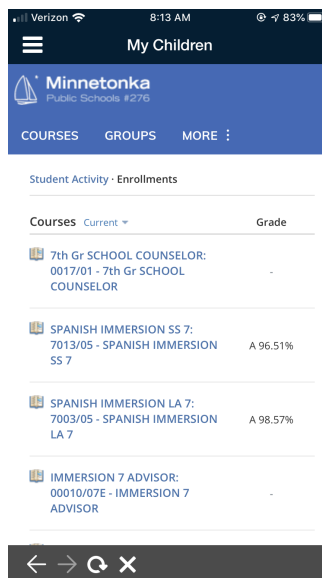 Verizon 8:13 AM 83%
My Children
Minnetonka
Public Schools #276
COURSES GROUPS MORE
Student Activity · Enrollments
Courses Current Grade
7th Gr SCHOOL COUNSELOR:
0017/01 - 7th Gr SCHOOL -
COUNSELOR
SPANISH IMMERSION SS 7:
7013/05 - SPANISH IMMERSION A 96.51%
SS 7
SPANISH IMMERSION LA 7:
7003/05 - SPANISH IMMERSION A 98.57%
LA 7
IMMERSION 7 ADVISOR:
00010/07E - IMMERSION 7 -
ADVISOR